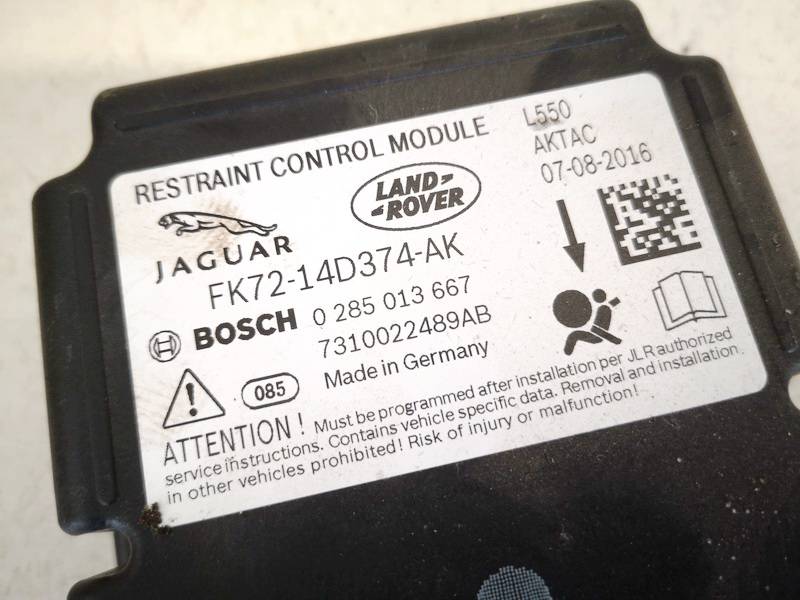 RESTRAINT CONTROL MODULE
L550
AKTAC
07-08-2016
JAGUAR
LAND
ROVER
FK72-14D374-AK
BOSCH 0 285 013 667
7310022489AB
Made in Germany
085
ATTENTION! Must be programmed after installation per JLR authorized
service instructions. Contains vehicle specific data. Removal and installation
in other vehicles prohibited! Risk of injury or malfunction!